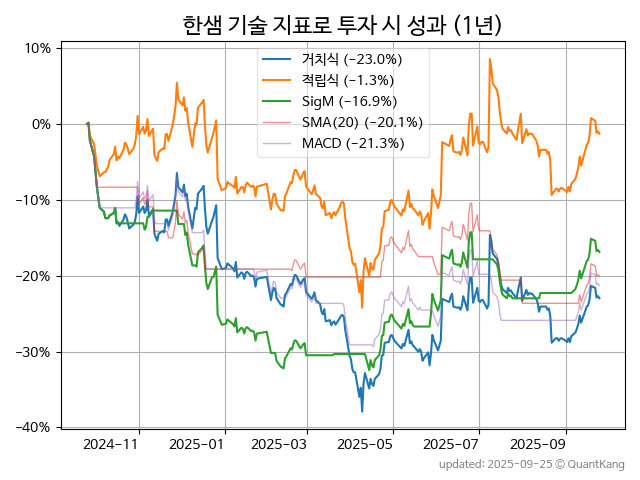 한샘 기술 지표로 투자 시 성과 (1년)
10%
0%
−10%
−20%
−30%
−40%
거치식 (−23.0%)
적립식 (−1.3%)
SigM (−16.9%)
SMA(20) (−20.1%)
MACD (−21.3%)
2024-11
2025-01
2025-03
2025-05
2025-07
2025-09
updated: 2025-09-25 © QuantKang